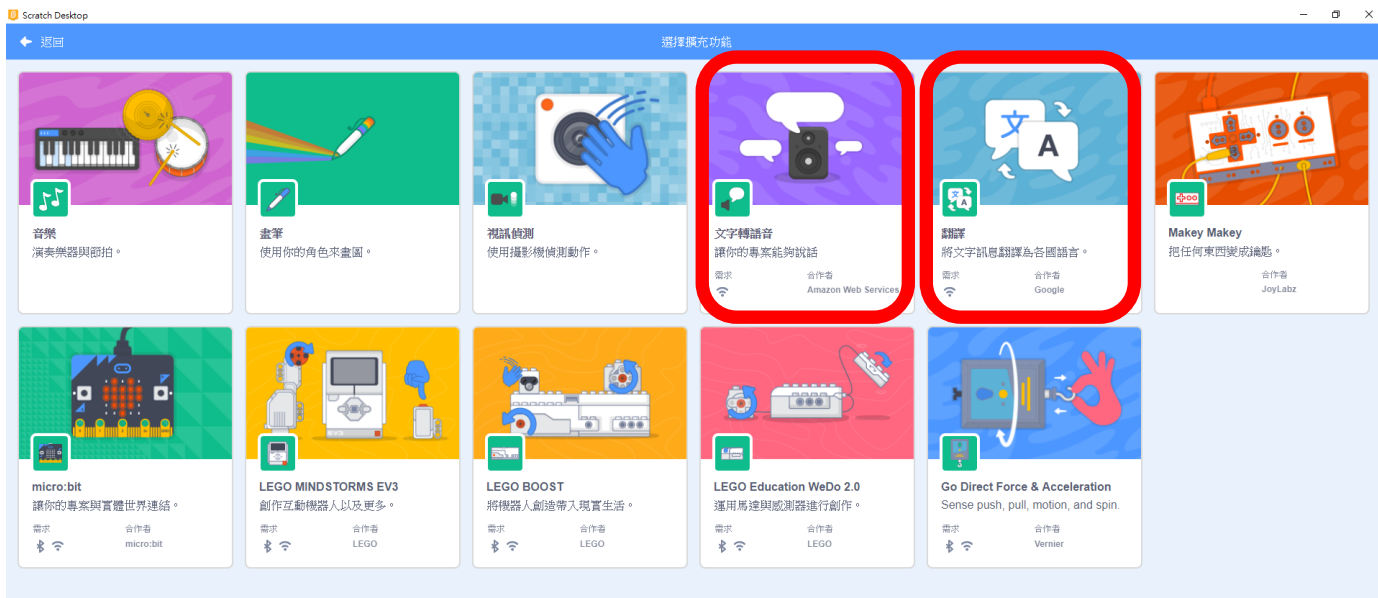 Scratch Desktop
返回
選擇擴充功能
音樂
演奏樂器與節拍。
畫筆
使用你的角色來畫圖。
視訊偵測
使用攝影機偵測動作。
文字轉語音
讓你的專案能夠說話
需求
合作者
Amazon Web Services
文
A
翻譯
將文字訊息翻譯為各國語言。
需求
合作者
Google
Makey Makey
把任何東西變成鑰匙。
合作者
JoyLabz
micro:bit
讓你的專案與實體世界連結。
需求
合作者
micro:bit
LEGO MINDSTORMS EV3
創作互動機器人以及更多。
需求
合作者
LEGO
LEGO BOOST
將機器人創造帶入現實生活。
需求
合作者
LEGO
LEGO Education WeDo 2.0
運用馬達與感測器進行創作。
需求
合作者
LEGO
Go Direct Force & Acceleration
Sense push, pull, motion, and spin.
需求
合作者
Vernier